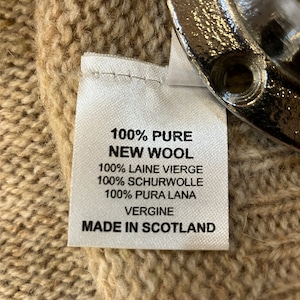 100% PURE
NEW WOOL
100% LAINE VIERGE
100% SCHURWOLLE
100% PURA LANA
VERGINE
MADE IN SCOTLAND